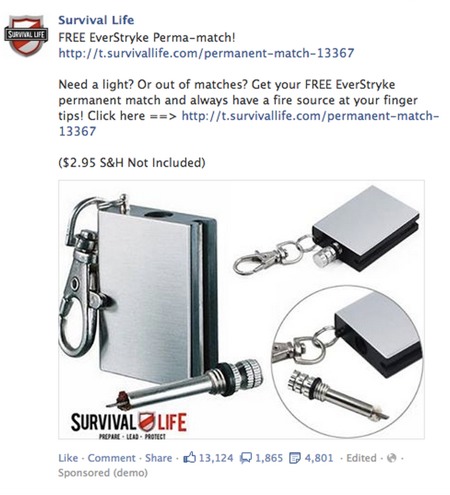 Survival Life
FREE EverStryke Perma-match!
http://t.survivallife.com/permanent-match-13367
Need a light? Or out of matches? Get your FREE EverStryke
permanent match and always have a fire source at your finger
tips! Click here ==> http://t.survivallife.com/permanent-match-
13367
($2.95 S&H Not Included)
SURVIVAL LIFE
SURVIVAL LIFE
PREPARE - LEAD - PROTECT
Like · Comment · Share · 13,124 1,865 4,801 · Edited ·
Sponsored (demo)